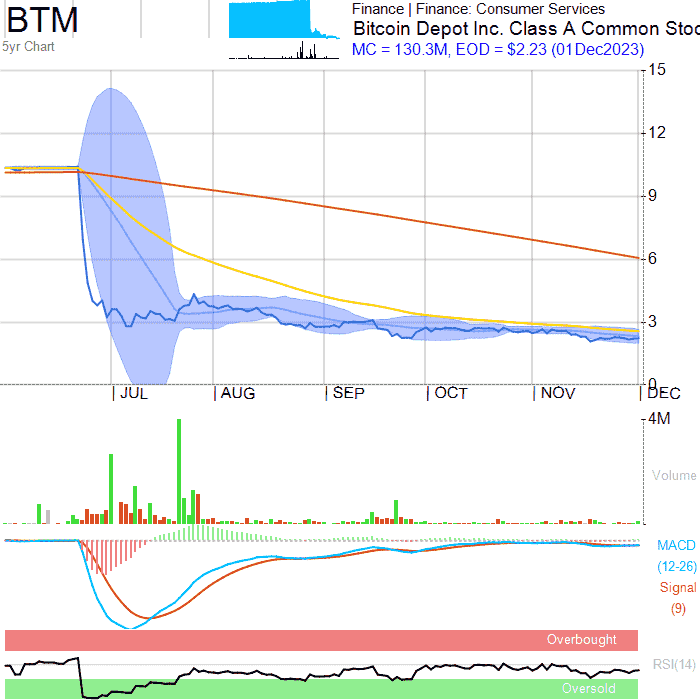 BTM
5yr Chart
Finance | Finance: Consumer Services
Bitcoin Depot Inc. Class A Common Stoc
MC = 130.3M, EOD = $2.23 (01Dec2023)
15
12
9
6
3
0
JUL AUG SEP OCT NOV DEC
4M
Volume
MACD
(12-26)
Signal
(9)
Overbought
RSI(14)
Oversold